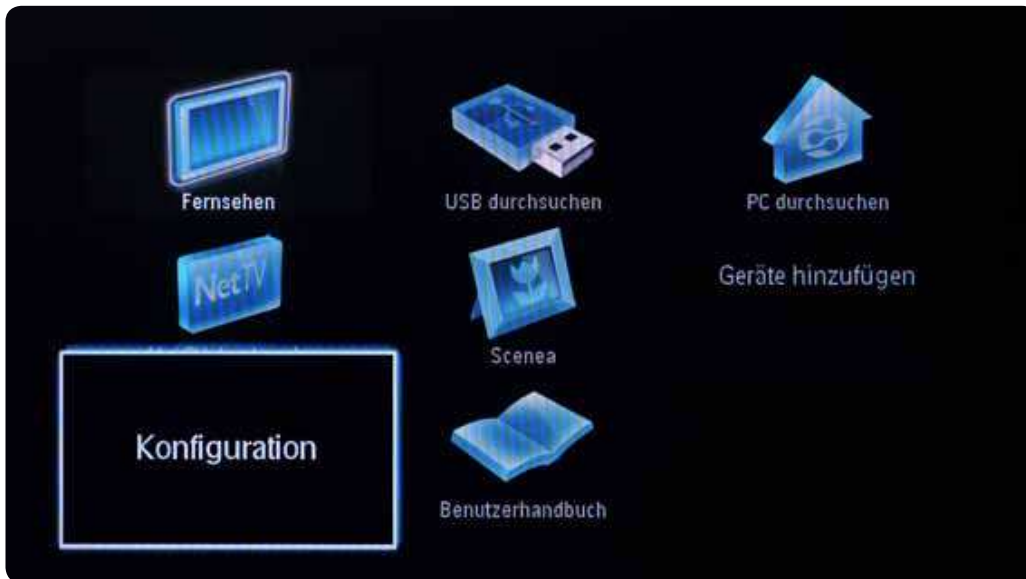 Fernsehen
USB durchsuchen
PC durchsuchen
NetTV
Geräte hinzufügen
Scenea
Konfiguration
Benutzerhandbuch